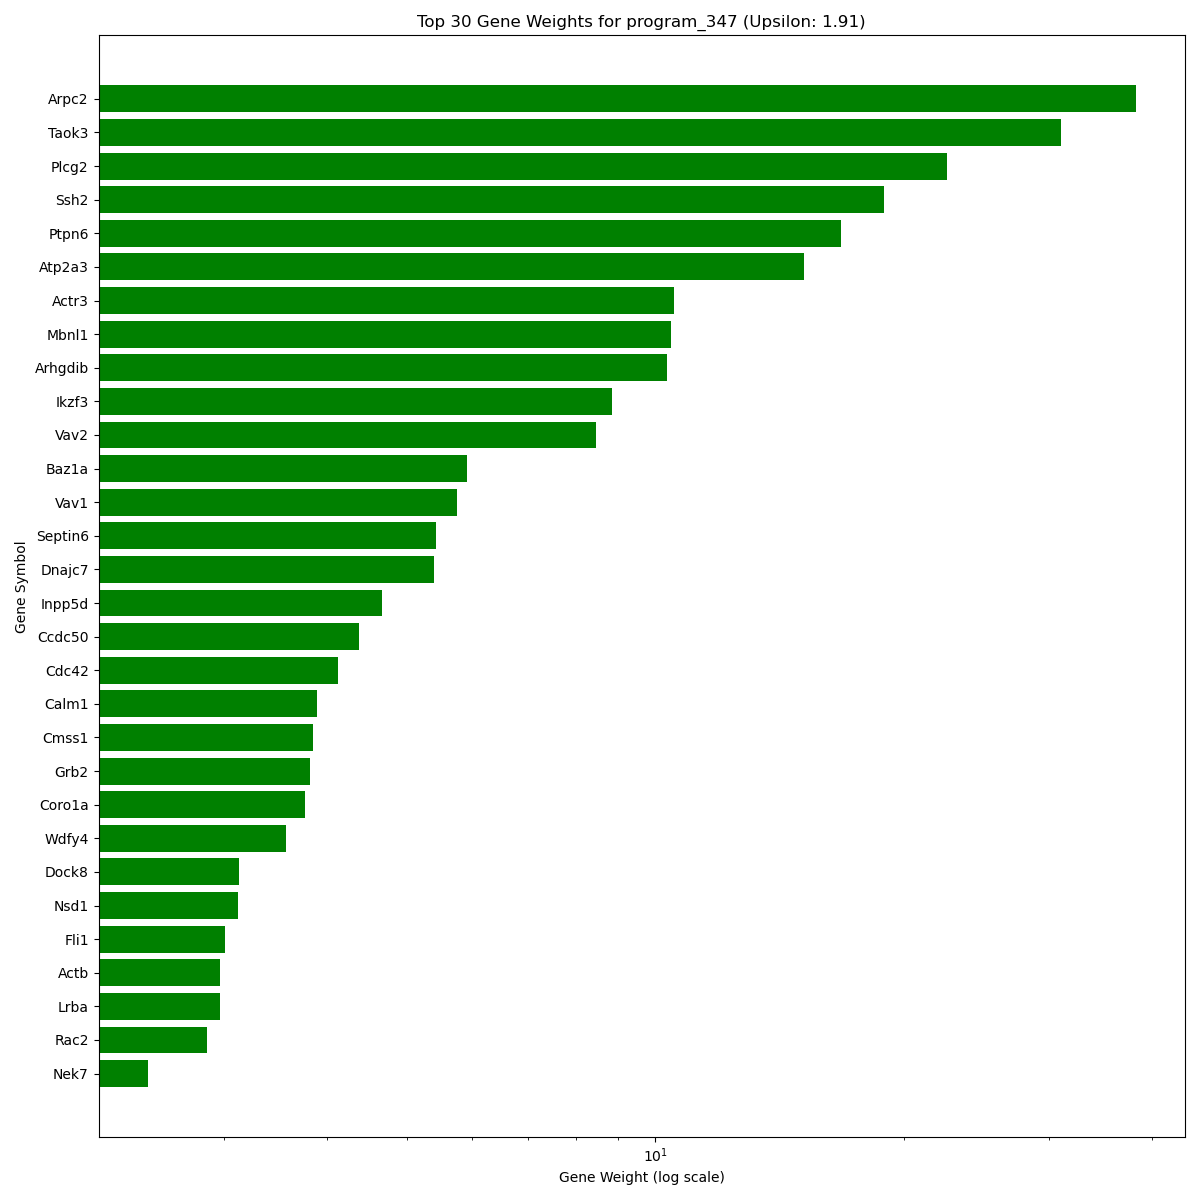 Top 30 Gene Weights for program_347 (Upsilon: 1.91)
Arpc2
Taok3
Plcg2
Ssh2
Ptpn6
Atp2a3
Actr3
Mbnl1
Arhgdib
Ikzf3
Vav2
Baz1a
Vav1
Septin6
Dnajc7
Inpp5d
Ccdc50
Cdc42
Calm1
Cmss1
Grb2
Coro1a
Wdfy4
Dock8
Nsd1
Fli1
Actb
Lrba
Rac2
Nek7
Gene Symbol
10¹
Gene Weight (log scale)